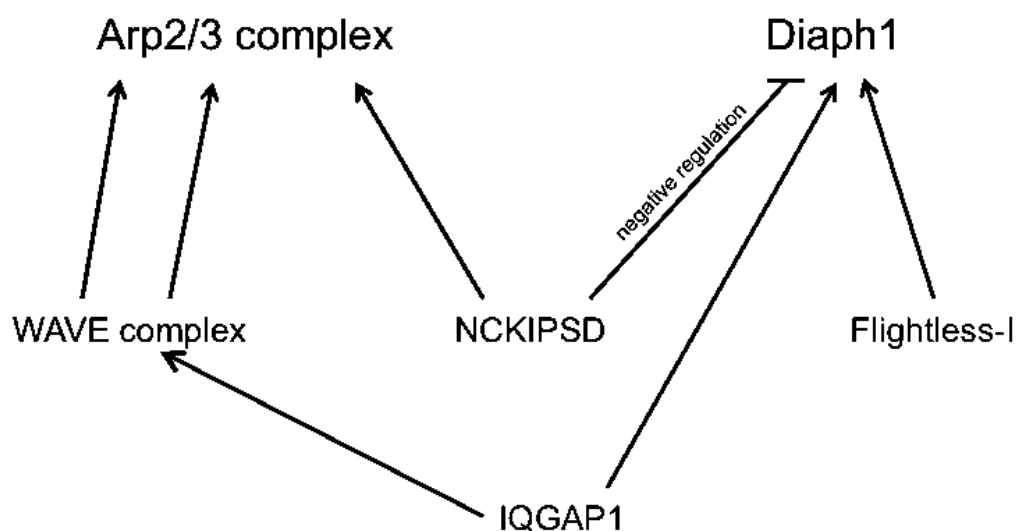 Arp2/3 complex
Diaph1
negative regulation
WAVE complex
NCKIPSD
Flightless-I
IQGAP1